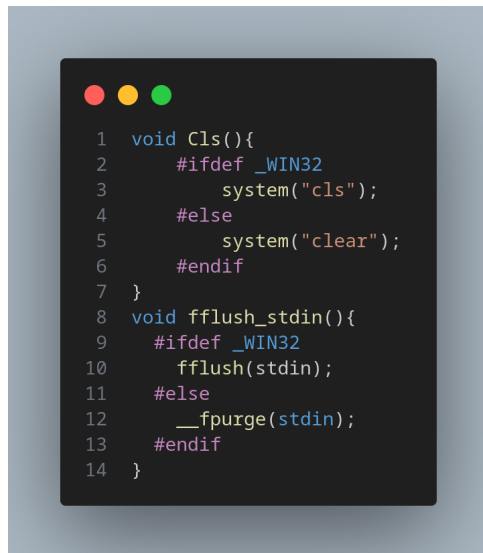 1 void Cls(){
2     #ifdef _WIN32
3         system("cls");
4     #else
5         system("clear");
6     #endif
7 }
8 void fflush_stdin(){
9   #ifdef _WIN32
10     fflush(stdin);
11   #else
12     __fpurge(stdin);
13   #endif
14 }